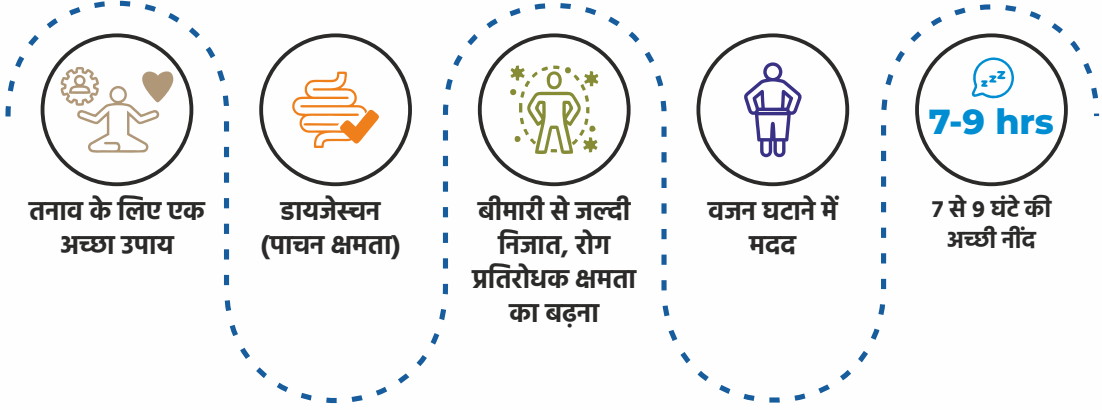 तनाव के लिए एक
अच्छा उपाय
डायजेस्चन
(पाचन क्षमता)
बीमारी से जल्दी
निजात, रोग
प्रतिरोधक क्षमता
का बढ़ना
वजन घटाने में
मदद
zzz
7-9 hrs
7 से 9 घंटे की
अच्छी नींद